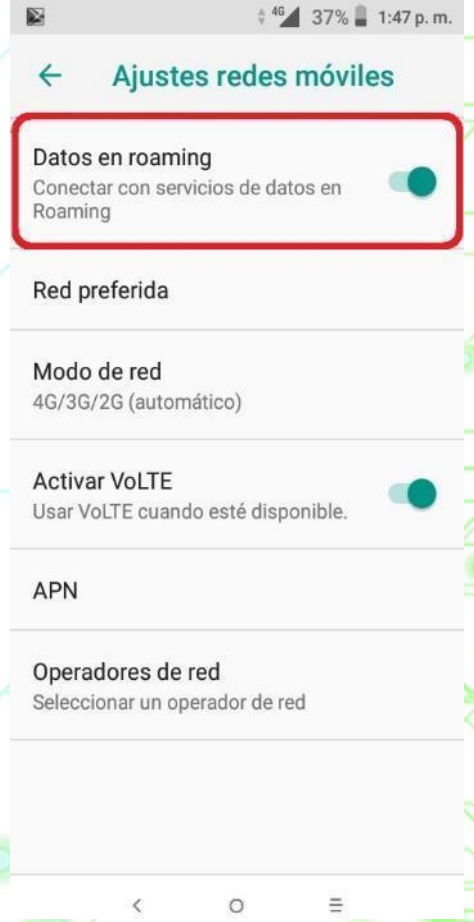 4G 37% 1:47 p. m.
Ajustes redes móviles
Datos en roaming
Conectar con servicios de datos en
Roaming
Red preferida
Modo de red
4G/3G/2G (automático)
Activar VoLTE
Usar VoLTE cuando esté disponible.
APN
Operadores de red
Seleccionar un operador de red